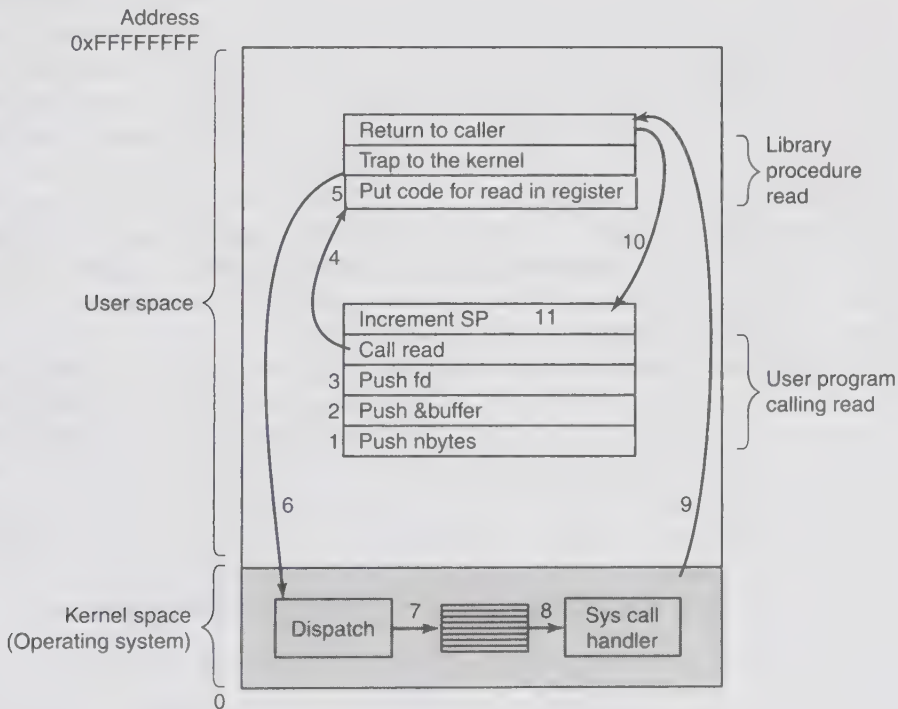 Address
0xFFFFFFFF
Return to caller
Trap to the kernel
5 Put code for read in register
Library
procedure
read
4
10
User space
Increment SP 11
Call read
3 Push fd
2 Push &buffer
1 Push nbytes
User program
calling read
6
9
Kernel space
(Operating system)
Dispatch
7
8
Sys call
handler
0